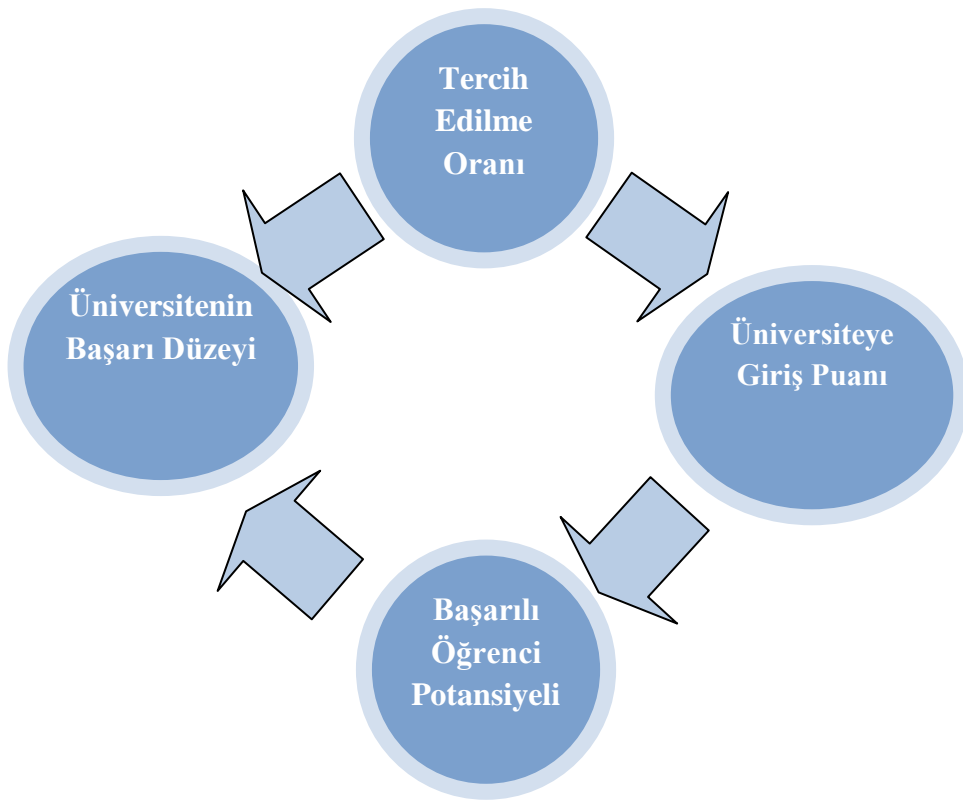 Tercih
Edilme
Oranı
Üniversitenin
Başarı Düzeyi
Üniversiteye
Giriş Puanı
Başarılı
Öğrenci
Potansiyeli